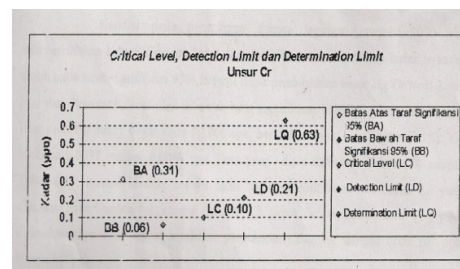 Critical Level, Detection Limit dan Determination Limit
Unsur Cr
Kadar (ppb)
0.7
0.6
0.5
0.4
0.3
0.2
0.1
0
BA (0.31)
BB (0.06)
LC (0.10)
LD (0.21)
LQ (0.63)
Batas Atas Taraf Signifikansi
95% (BA)
Batas Bawah Taraf
Signifikansi 95% (BB)
Critical Level (LC)
Detection Limit (LD)
Determination Limit (LQ)